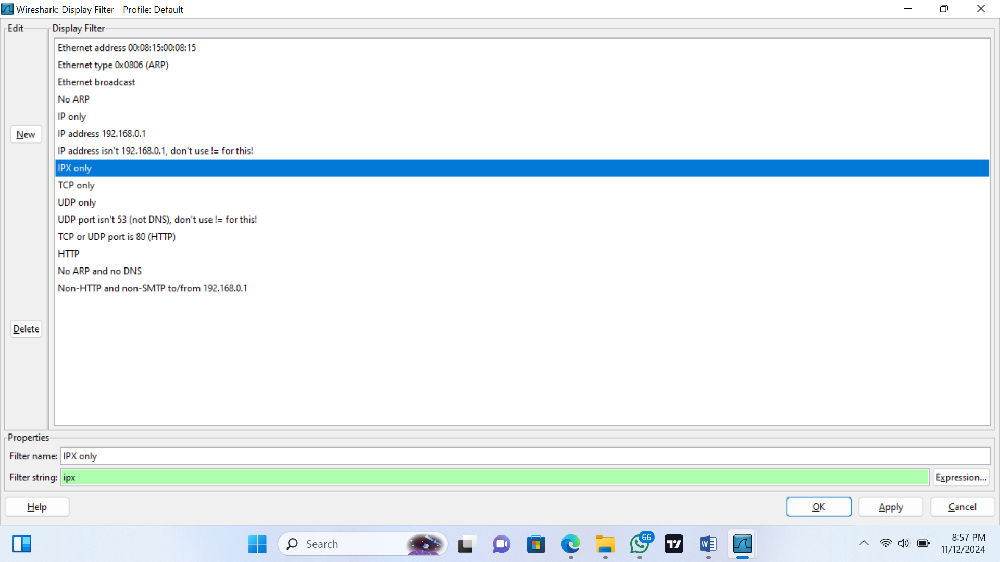 Wireshark: Display Filter - Profile: Default
Edit
Display Filter
Ethernet address 00:08:15:00:08:15
Ethernet type 0x0806 (ARP)
Ethernet broadcast
No ARP
IP only
IP address 192.168.0.1
IP address isn't 192.168.0.1, don't use != for this!
IPX only
TCP only
UDP only
UDP port isn't 53 (not DNS), don't use != for this!
TCP or UDP port is 80 (HTTP)
HTTP
No ARP and no DNS
Non-HTTP and non-SMTP to/from 192.168.0.1
New
Delete
Properties
Filter name: IPX only
Filter string: ipx
Expression...
Help
OK
Apply
Cancel
Search
66
W
8:57 PM
11/12/2024